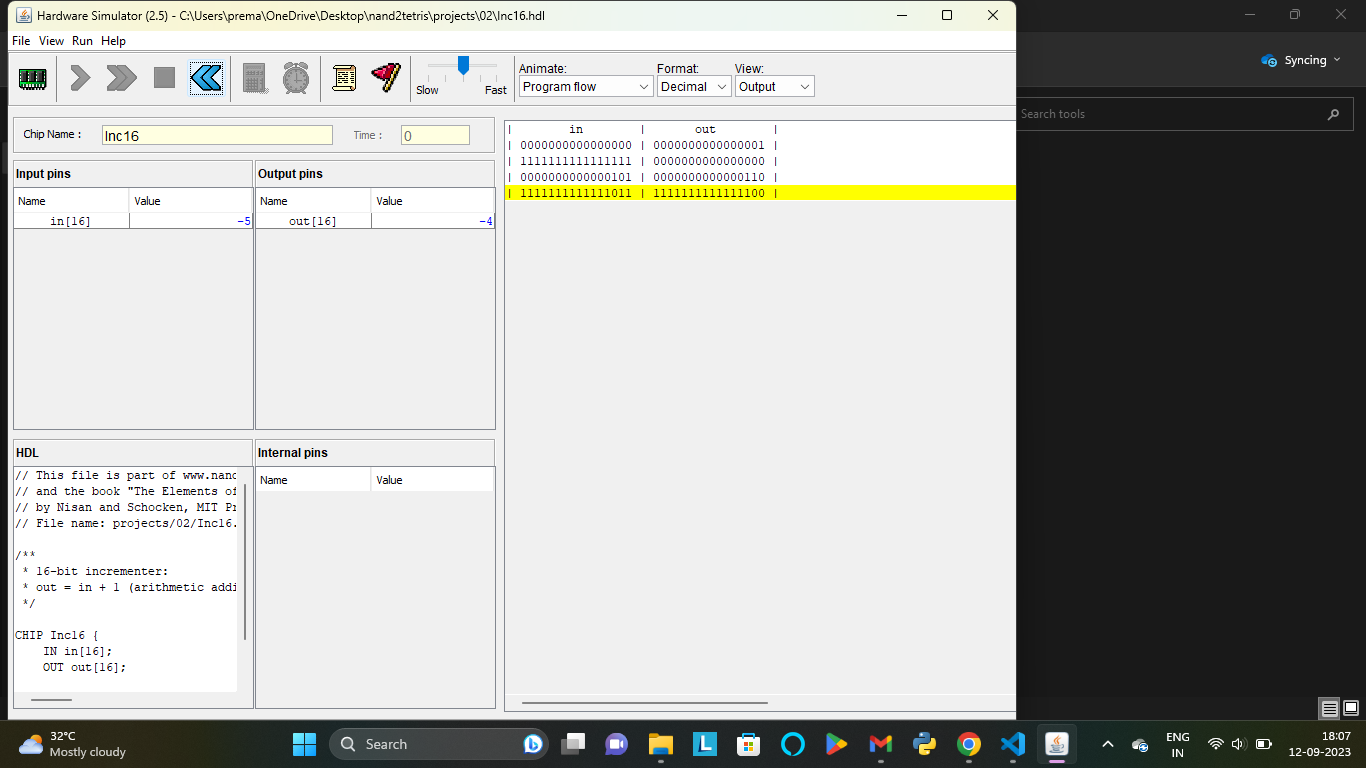 Hardware Simulator (2.5) - C:\Users\prema\OneDrive\Desktop\nand2tetris\projects\02\Inc16.hdl
File View Run Help
Syncing
Slow Fast
Animate: Format: View:
Program flow Decimal Output
Search tools
Chip Name : Inc16 Time : 0
Input pins Output pins
Name Value Name Value
in[16] -5 out[16] -4
| in | out |
| 0000000000000000 | 0000000000000001 |
| 1111111111111111 | 0000000000000000 |
| 0000000000000101 | 0000000000000110 |
| 1111111111111011 | 1111111111111100 |
HDL Internal pins
Name Value
// This file is part of www.nand
// and the book "The Elements of
// by Nisan and Schocken, MIT Pr
// File name: projects/02/Inc16.
/**
* 16-bit incrementer:
* out = in + 1 (arithmetic addi
*/
CHIP Inc16 {
IN in[16];
OUT out[16];
32°C
Mostly cloudy
Search
L
ENG
IN
18:07
12-09-2023